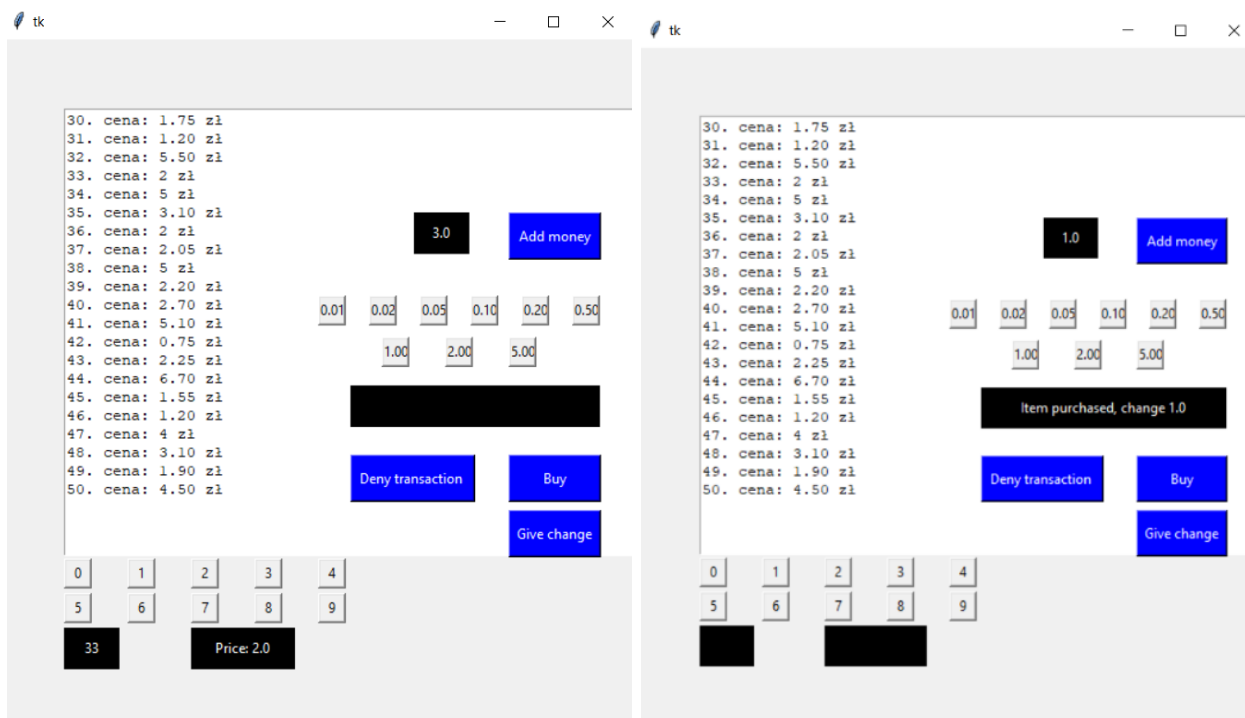 tk
30. cena: 1.75 zł
31. cena: 1.20 zł
32. cena: 5.50 zł
33. cena: 2 zł
34. cena: 5 zł
35. cena: 3.10 zł
36. cena: 2 zł
37. cena: 2.05 zł
38. cena: 5 zł
39. cena: 2.20 zł
40. cena: 2.70 zł
41. cena: 5.10 zł
42. cena: 0.75 zł
43. cena: 2.25 zł
44. cena: 6.70 zł
45. cena: 1.55 zł
46. cena: 1.20 zł
47. cena: 4 zł
48. cena: 3.10 zł
49. cena: 1.90 zł
50. cena: 4.50 zł
3.0 Add money
0.01 0.02 0.05 0.10 0.20 0.50
1.00 2.00 5.00
Deny transaction Buy
Give change
0 1 2 3 4
5 6 7 8 9
33 Price: 2.0
tk
30. cena: 1.75 zł
31. cena: 1.20 zł
32. cena: 5.50 zł
33. cena: 2 zł
34. cena: 5 zł
35. cena: 3.10 zł
36. cena: 2 zł
37. cena: 2.05 zł
38. cena: 5 zł
39. cena: 2.20 zł
40. cena: 2.70 zł
41. cena: 5.10 zł
42. cena: 0.75 zł
43. cena: 2.25 zł
44. cena: 6.70 zł
45. cena: 1.55 zł
46. cena: 1.20 zł
47. cena: 4 zł
48. cena: 3.10 zł
49. cena: 1.90 zł
50. cena: 4.50 zł
1.0 Add money
0.01 0.02 0.05 0.10 0.20 0.50
1.00 2.00 5.00
Item purchased, change 1.0
Deny transaction Buy
Give change
0 1 2 3 4
5 6 7 8 9